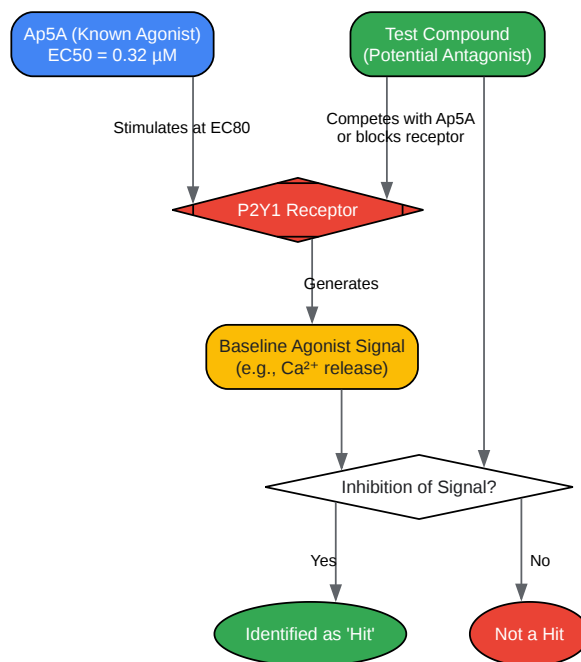 Ap5A (Known Agonist)
EC50 = 0.32 µM
Test Compound
(Potential Antagonist)
Stimulates at EC80
Competes with Ap5A
or blocks receptor
P2Y1 Receptor
Generates
Baseline Agonist Signal
(e.g., Ca²⁺ release)
Inhibition of Signal?
Yes
No
Identified as 'Hit'
Not a Hit